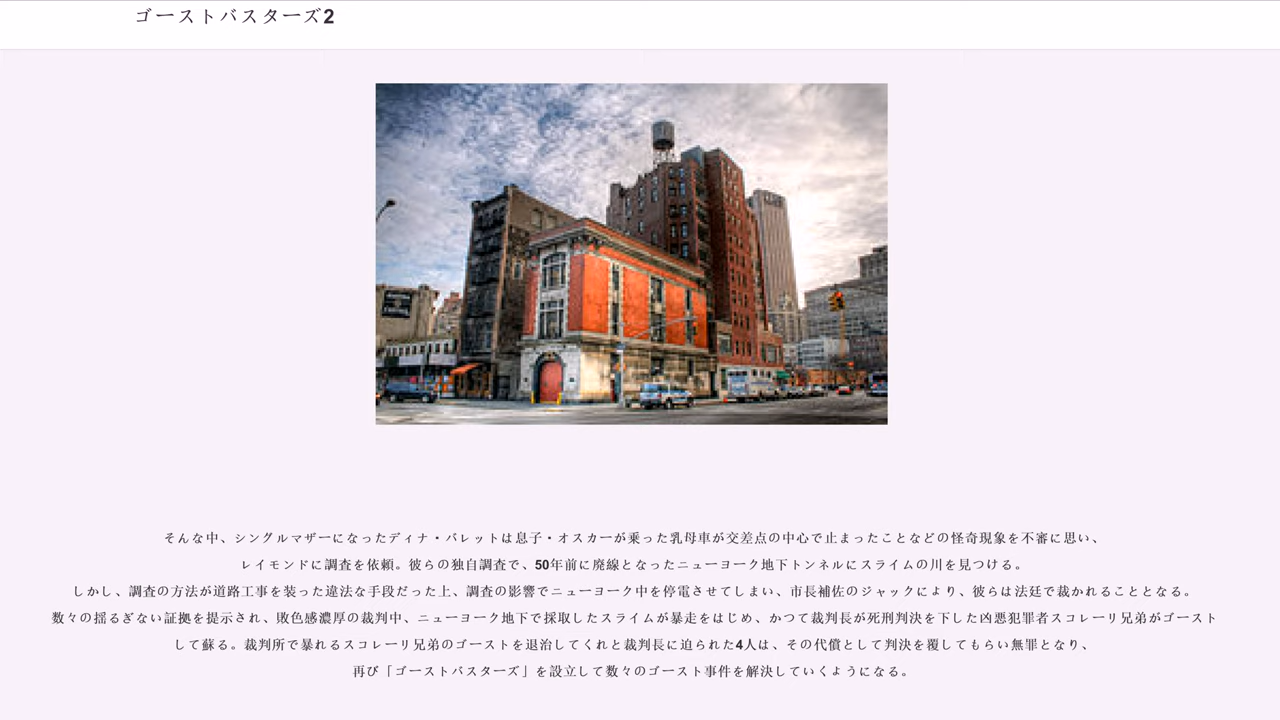 ゴーストバスターズ2
そんな中、シングルマザーになったディナ・バレットは息子・オスカーが乗った乳母車が交差点の中心で止まったことなどの怪奇現象を不審に思い、
レイモンドに調査を依頼。彼らの独自調査で、50年前に廃線となったニューヨーク地下トンネルにスライムの川を見つける。
しかし、調査の方法が道路工事を装った違法な手段だった上、調査の影響でニューヨーク中を停電させてしまい、市長補佐のジャックにより、彼らは法廷で裁かれることとなる。
数々の揺るぎない証拠を提示され、敗色感濃厚の裁判中、ニューヨーク地下で採取したスライムが暴走をはじめ、かつて裁判長が死刑判決を下した凶悪犯罪者スコレーリ兄弟がゴースト
して蘇る。裁判所で暴れるスコレーリ兄弟のゴーストを退治してくれと裁判長に迫られた4人は、その代償として判決を覆してもらい無罪となり、
再び「ゴーストバスターズ」を設立して数々のゴースト事件を解決していくようになる。